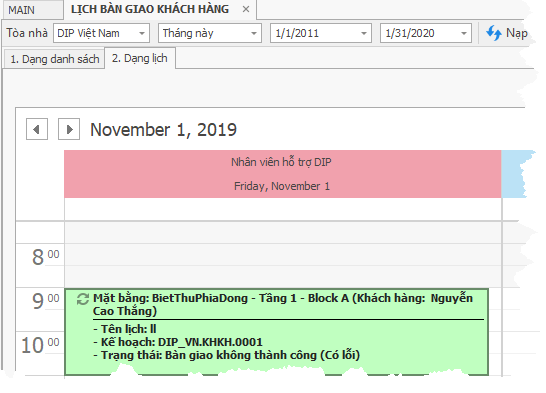 MAIN LỊCH BÀN GIAO KHÁCH HÀNG ×
Tòa nhà DIP Việt Nam Tháng này 1/1/2011 1/31/2020 Nạp
1. Dạng danh sách 2. Dạng lịch
November 1, 2019
Nhân viên hỗ trợ DIP
Friday, November 1
8 00
9 00
Mặt bằng: BietThuPhiaDong - Tầng 1 - Block A (Khách hàng: Nguyễn
Cao Thắng)
- Tên lịch: ll
- Kế hoạch: DIP_VN.KHKH.0001
10 00
- Trạng thái: Bàn giao không thành công (Có lỗi)